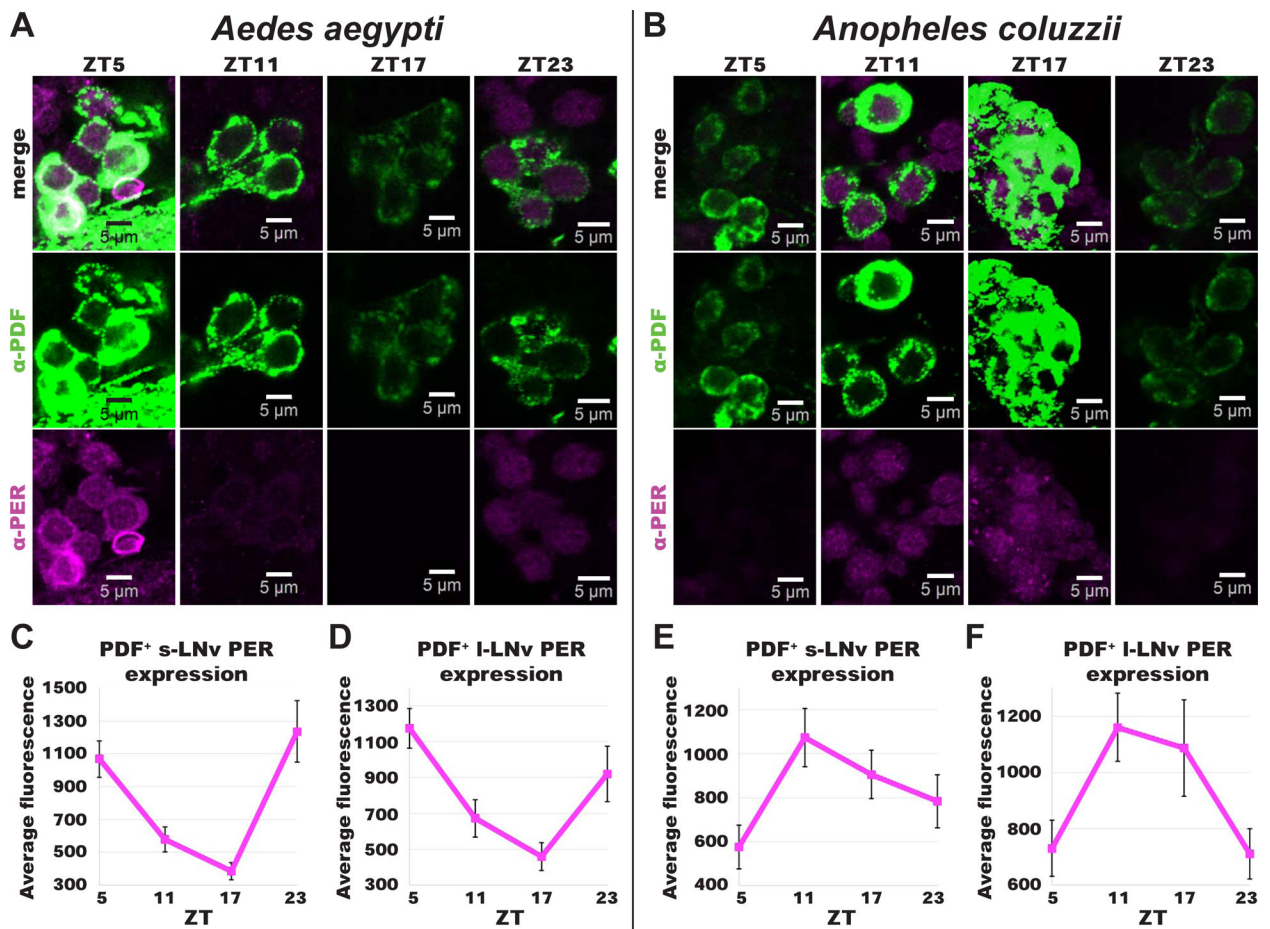 A
Aedes aegypti
ZT5 ZT11 ZT17 ZT23
merge
5 μm 5 μm 5 μm 5 μm
α-PDF
5 μm 5 μm 5 μm 5 μm
α-PER
5 μm 5 μm 5 μm 5 μm
B
Anopheles coluzzii
ZT5 ZT11 ZT17 ZT23
merge
5 μm 5 μm 5 μm 5 μm
α-PDF
5 μm 5 μm 5 μm 5 μm
α-PER
5 μm 5 μm 5 μm 5 μm
C
PDF⁺ s-LNv PER
expression
Average fluorescence
1500
1300
1100
900
700
500
300
5 11 17 23
ZT
D
PDF⁺ l-LNv PER
expression
Average fluorescence
1300
1100
900
700
500
300
5 11 17 23
ZT
E
PDF⁺ s-LNv PER
expression
Average fluorescence
1200
1000
800
600
400
5 11 17 23
ZT
F
PDF⁺ l-LNv PER
expression
Average fluorescence
1200
1000
800
600
5 11 17 23
ZT